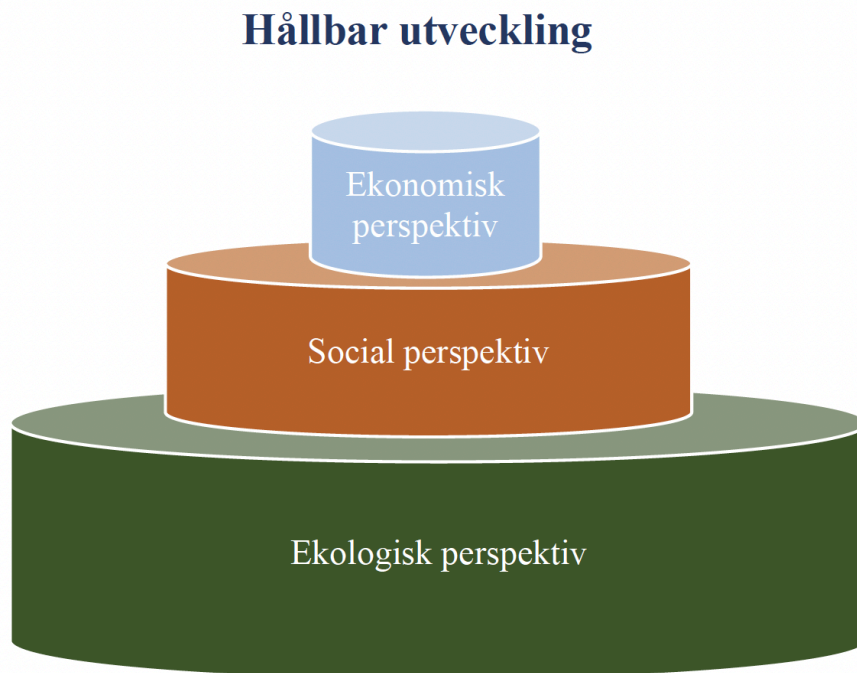 Hållbar utveckling
Ekonomisk
perspektiv
Social perspektiv
Ekologisk perspektiv